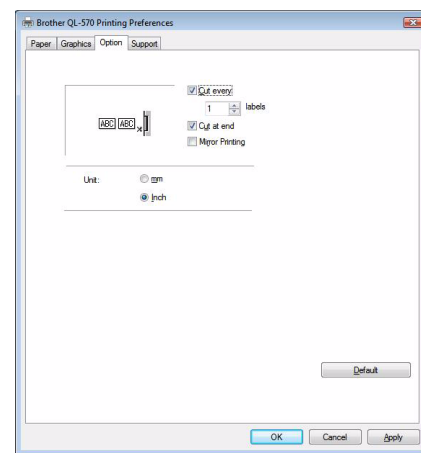 Brother QL-570 Printing Preferences
Paper Graphics Option Support
Cut every
1 labels
ABC ABC
Cut at end
Mirror Printing
Unit: mm
Inch
Default
OK Cancel Apply